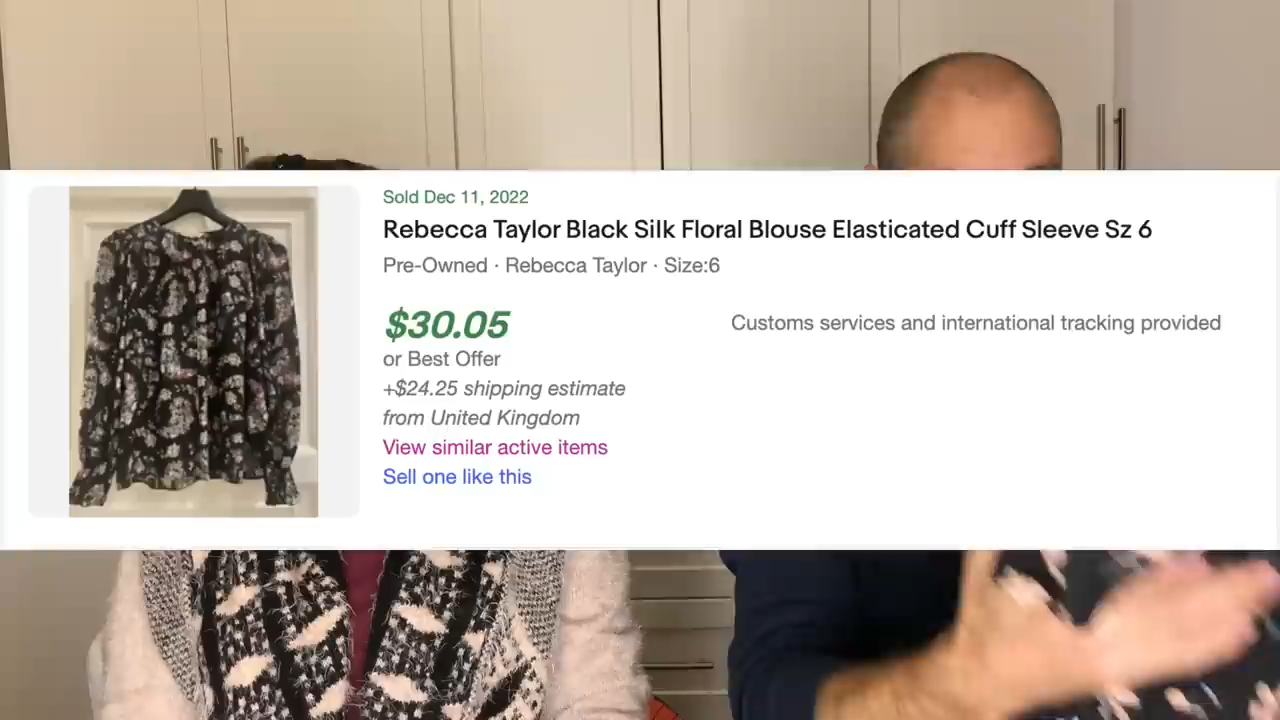 Sold Dec 11, 2022
Rebecca Taylor Black Silk Floral Blouse Elasticated Cuff Sleeve Sz 6
Pre-Owned · Rebecca Taylor · Size:6
$30.05
Customs services and international tracking provided
or Best Offer
+$24.25 shipping estimate
from United Kingdom
View similar active items
Sell one like this